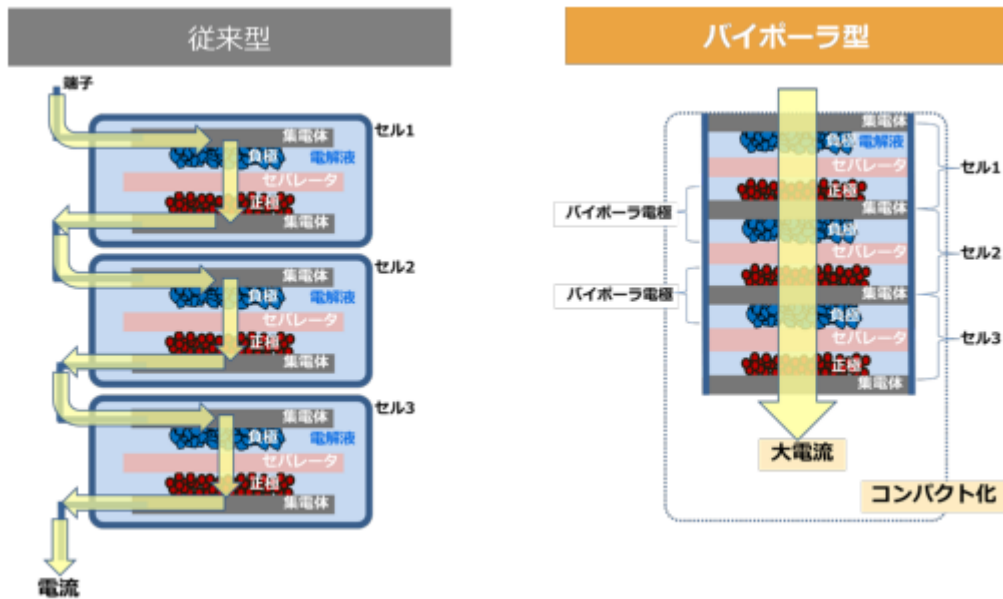 従来型
端子
セル1
集電体
負極
電解液
セパレータ
正極
集電体
セル2
集電体
負極
電解液
セパレータ
正極
集電体
セル3
集電体
負極
電解液
セパレータ
正極
集電体
電流
バイポーラ型
集電体
負極
電解液
セパレータ
正極
セル1
バイポーラ電極
集電体
負極
セパレータ
セル2
バイポーラ電極
集電体
負極
セパレータ
セル3
正極
集電体
大電流
コンパクト化